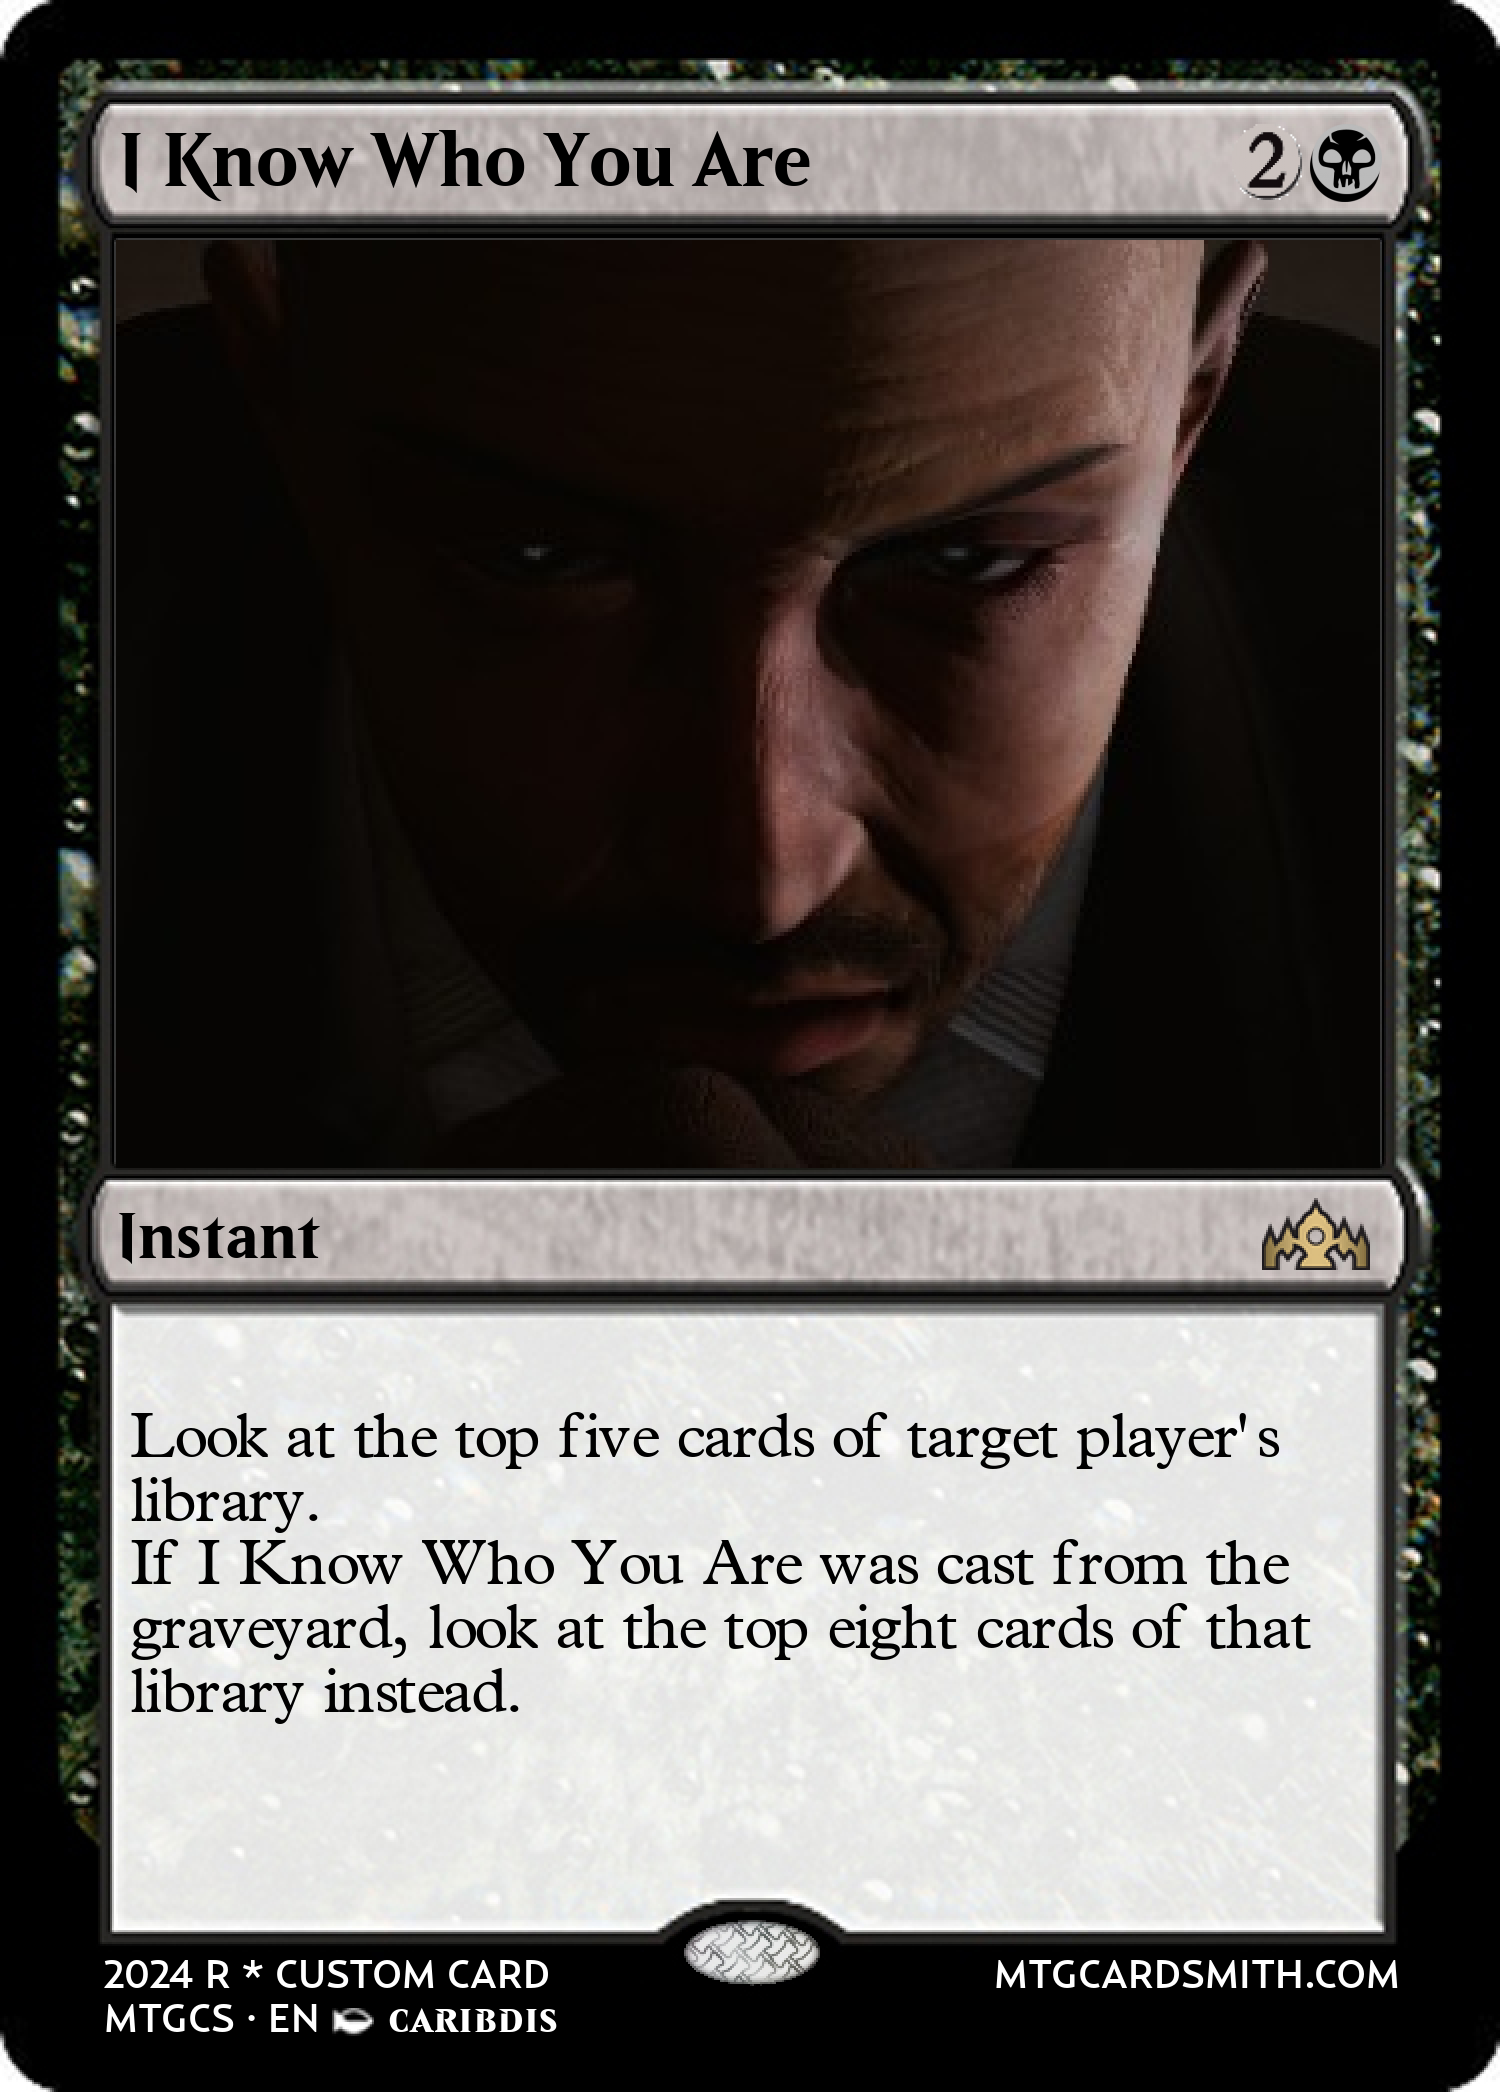 I Know Who You Are 2
Instant
Look at the top five cards of target player's
library.
If I Know Who You Are was cast from the
graveyard, look at the top eight cards of that
library instead.
2024 R * CUSTOM CARD MTGCARDSMITH.COM
MTGCS · EN CARIBDIS